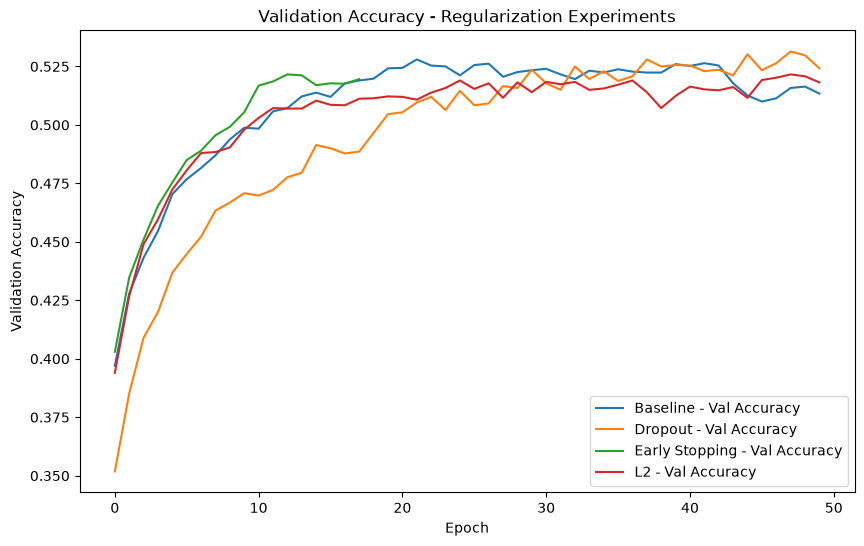 Validation Accuracy - Regularization Experiments
Validation Accuracy
0.525
0.500
0.475
0.450
0.425
0.400
0.375
0.350
Baseline - Val Accuracy
Dropout - Val Accuracy
Early Stopping - Val Accuracy
L2 - Val Accuracy
0 10 20 30 40 50
Epoch